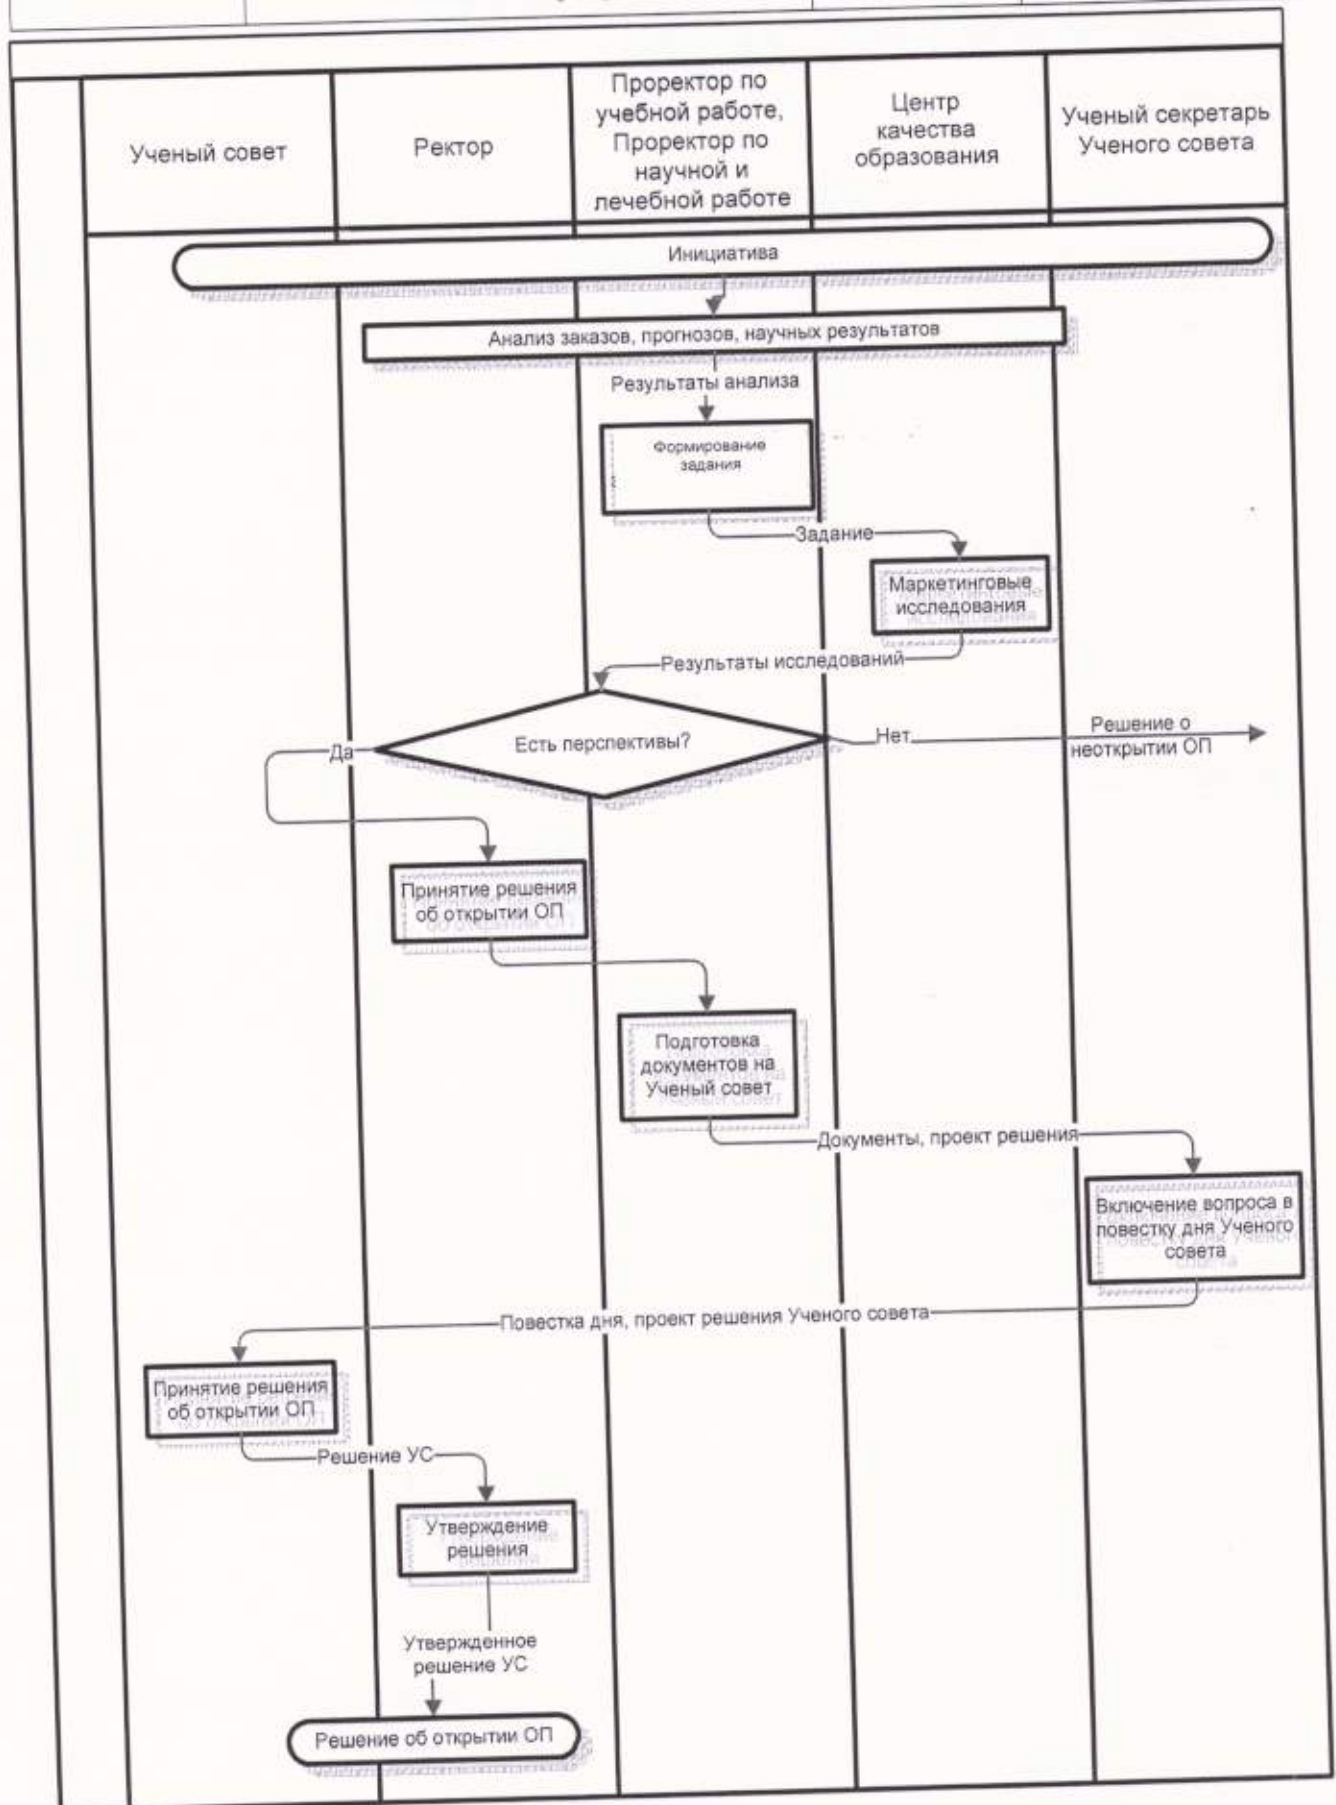 Ученый совет
Ректор
Проректор по
учебной работе,
Проректор по
научной и
лечебной работе
Центр
качества
образования
Ученый секретарь
Ученого совета
Инициатива
Анализ заказов, прогнозов, научных результатов
Результаты анализа
Формирование
задания
Задание
Маркетинговые
исследования
Результаты исследований
Есть перспективы?
Да
Нет
Решение о
неоткрытии ОП
Принятие решения
об открытии ОП
Подготовка
документов на
Ученый совет
Документы, проект решения
Включение вопроса в
повестку дня Ученого
совета
Повестка дня, проект решения Ученого совета
Принятие решения
об открытии ОП
Решение УС
Утверждение
решения
Утвержденное
решение УС
Решение об открытии ОП